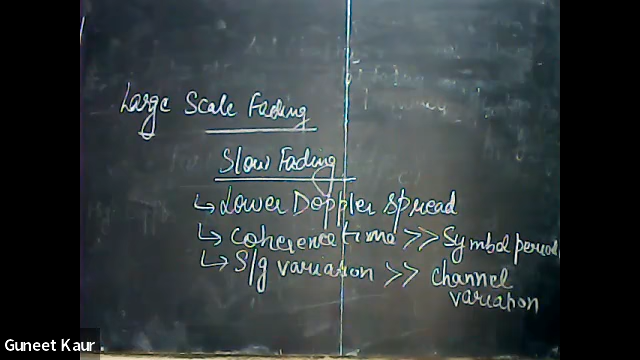 Large Scale Fading
Slow Fading
↳ Lower Doppler Spread
↳ Coherence time >> Symbol period
↳ S/g variation >> channel
variation
Guneet Kaur